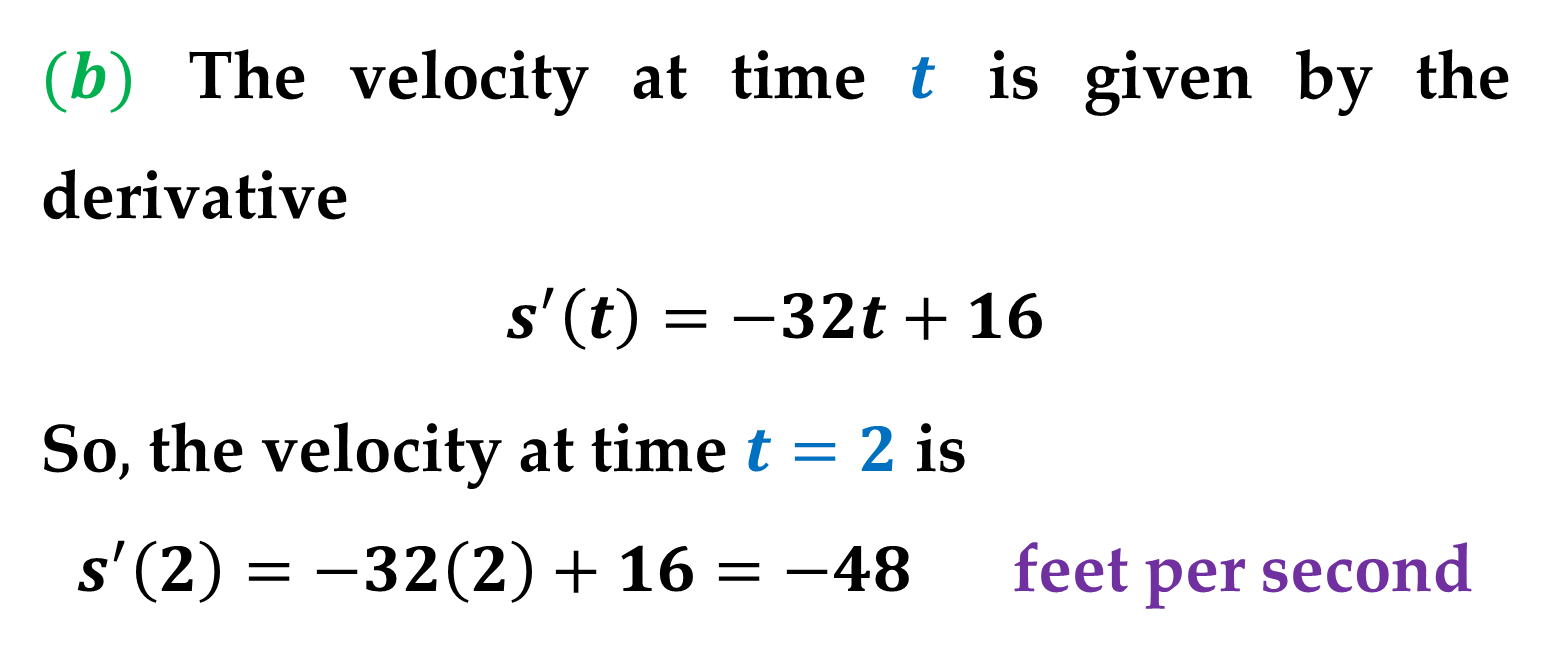 (b) The velocity at time t is given by the
derivative
s′(t) = −32t + 16
So, the velocity at time t = 2 is
s′(2) = −32(2) + 16 = −48 feet per second